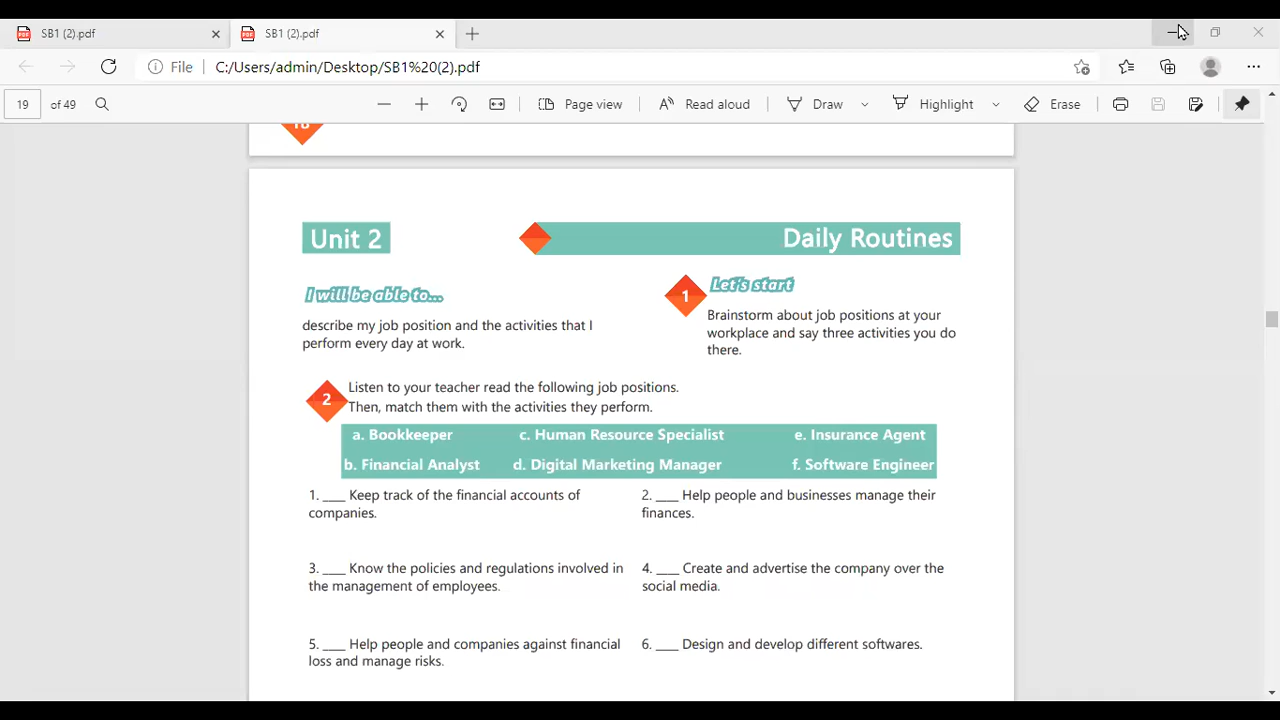 SB1 (2).pdf
SB1 (2).pdf
File C:/Users/admin/Desktop/SB1%20(2).pdf
19 of 49 Page view Read aloud Draw Highlight Erase
18
Unit 2
Daily Routines
I will be able to...
describe my job position and the activities that I
perform every day at work.
1
Let's start
Brainstorm about job positions at your
workplace and say three activities you do
there.
2
Listen to your teacher read the following job positions.
Then, match them with the activities they perform.
a. Bookkeeper c. Human Resource Specialist e. Insurance Agent
b. Financial Analyst d. Digital Marketing Manager f. Software Engineer
1. ___ Keep track of the financial accounts of
companies.
2. ___ Help people and businesses manage their
finances.
3. ___ Know the policies and regulations involved in
the management of employees.
4. ___ Create and advertise the company over the
social media.
5. ___ Help people and companies against financial
loss and manage risks.
6. ___ Design and develop different softwares.